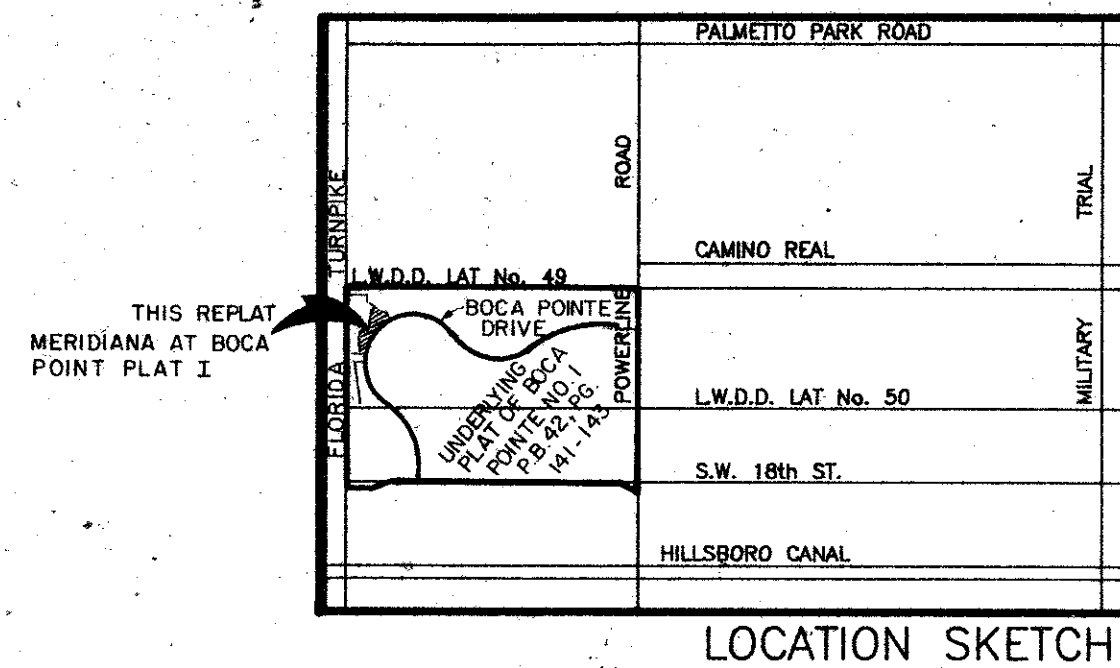 PALMETTO PARK ROAD
ROAD
TRIAL
TURNPIKE
CAMINO REAL
L.W.D.D. LAT No. 49
THIS REPLAT
MERIDIANA AT BOCA
POINT PLAT I
BOCA POINTE
DRIVE
POWERLINE
MILITARY
FLORIDA
UNDERLYING
PLAT OF BOCA
POINTE NO. 1
P.B. 42, PG.
141-143
L.W.D.D. LAT No. 50
S.W. 18th ST.
HILLSBORO CANAL
LOCATION SKETCH